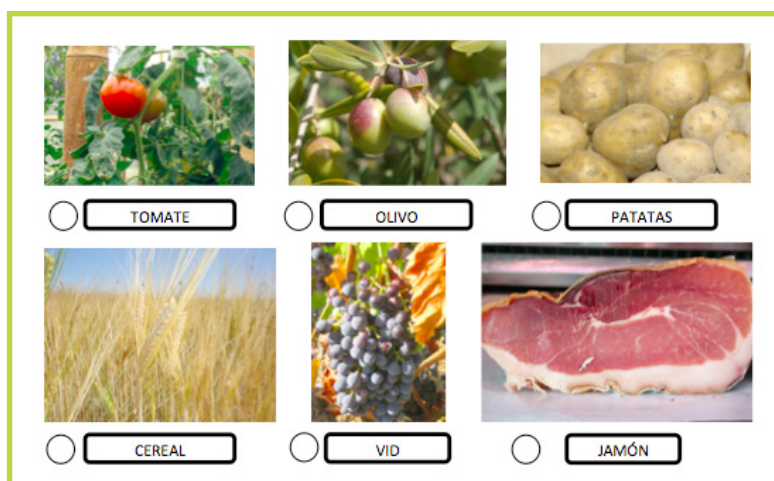 TOMATE
OLIVO
PATATAS
CEREAL
VID
JAMÓN